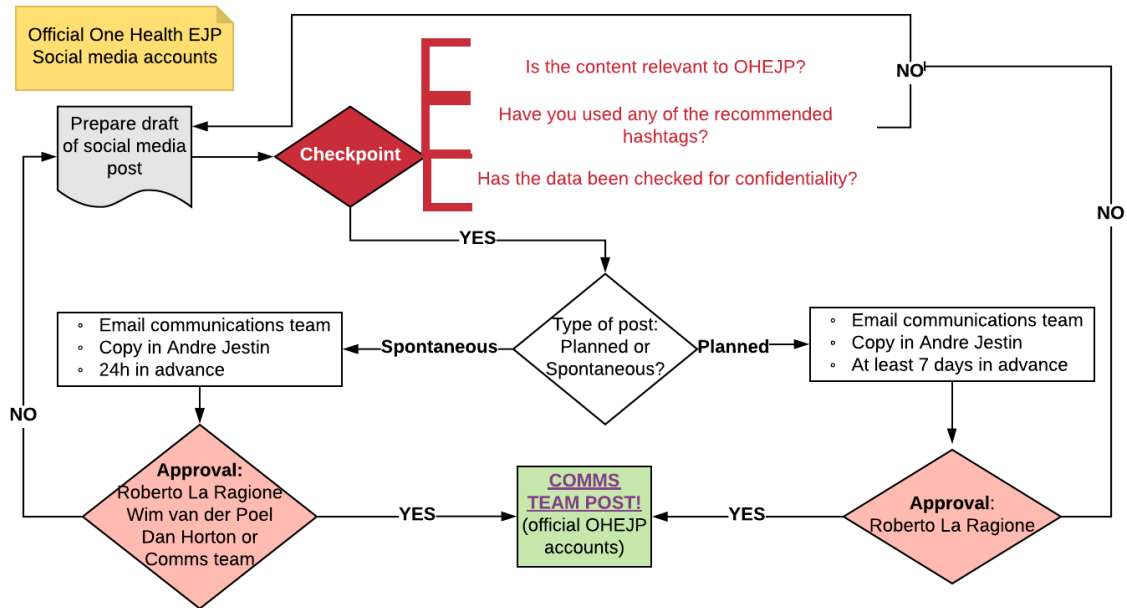 Official One Health EJP
Social media accounts
Prepare draft
of social media
post
Checkpoint
Is the content relevant to OHEJP?
Have you used any of the recommended
hashtags?
Has the data been checked for confidentiality?
NO
NO
YES
Type of post:
Planned or
Spontaneous?
Spontaneous
Planned
◦ Email communications team
◦ Copy in Andre Jestin
◦ 24h in advance
◦ Email communications team
◦ Copy in Andre Jestin
◦ At least 7 days in advance
NO
Approval:
Roberto La Ragione
Wim van der Poel
Dan Horton or
Comms team
YES
COMMS
TEAM POST!
(official OHEJP
accounts)
YES
Approval:
Roberto La Ragione